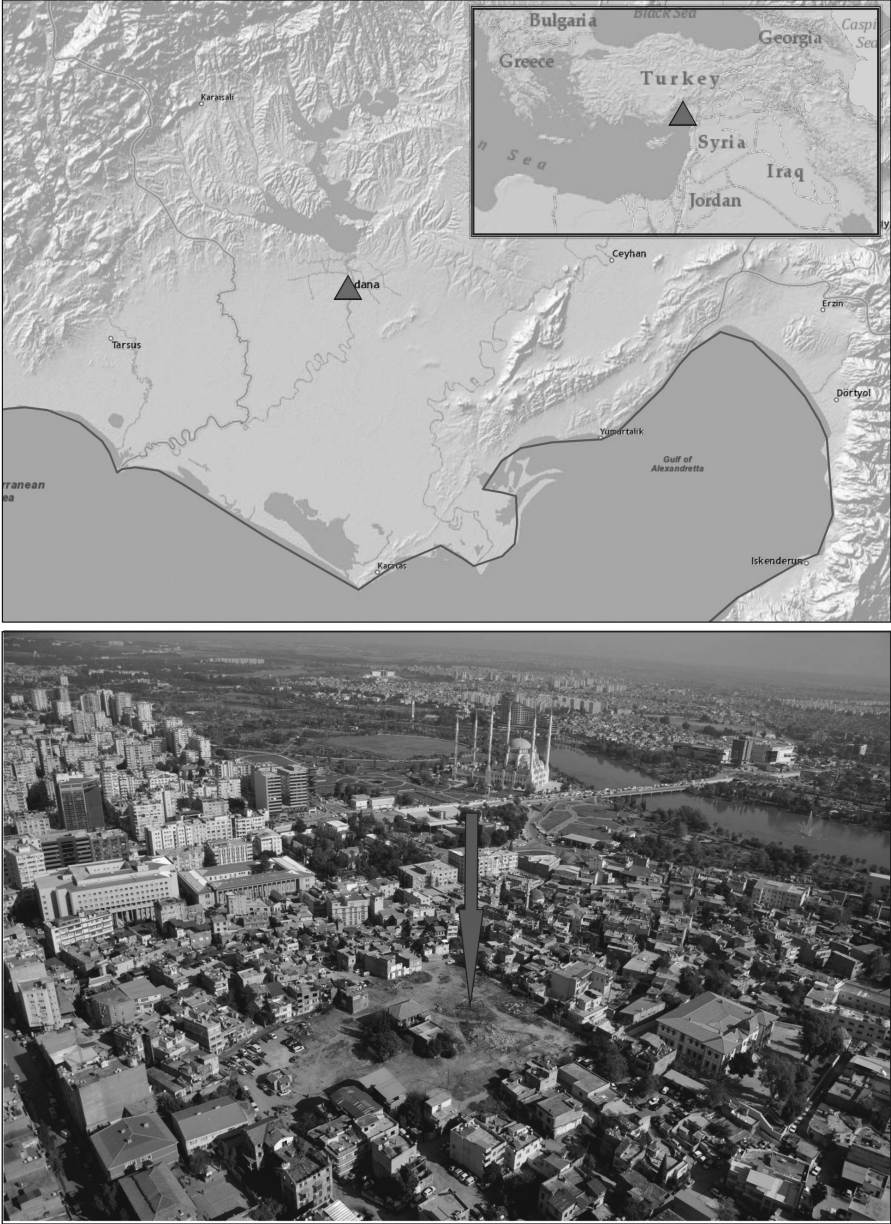 Black Sea
Bulgaria
Caspi
Sea
Georgia
Greece
Turkey
n Sea
Syria
Iraq
Jordan
Karaisali
Ceyhan
dana
Erzin
Tarsus
Dörtyol
Yumurtalik
Gulf of
Alexandretta
rranean
ea
Iskenderun
Karatas